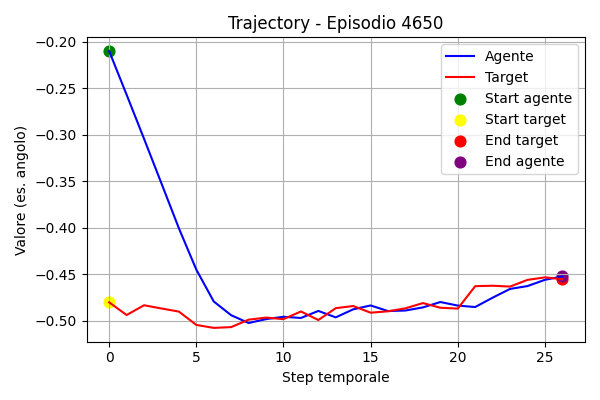 Trajectory - Episodio 4650
Valore (es. angolo)
−0.20
−0.25
−0.30
−0.35
−0.40
−0.45
−0.50
Agente
Target
Start agente
Start target
End target
End agente
0 5 10 15 20 25
Step temporale